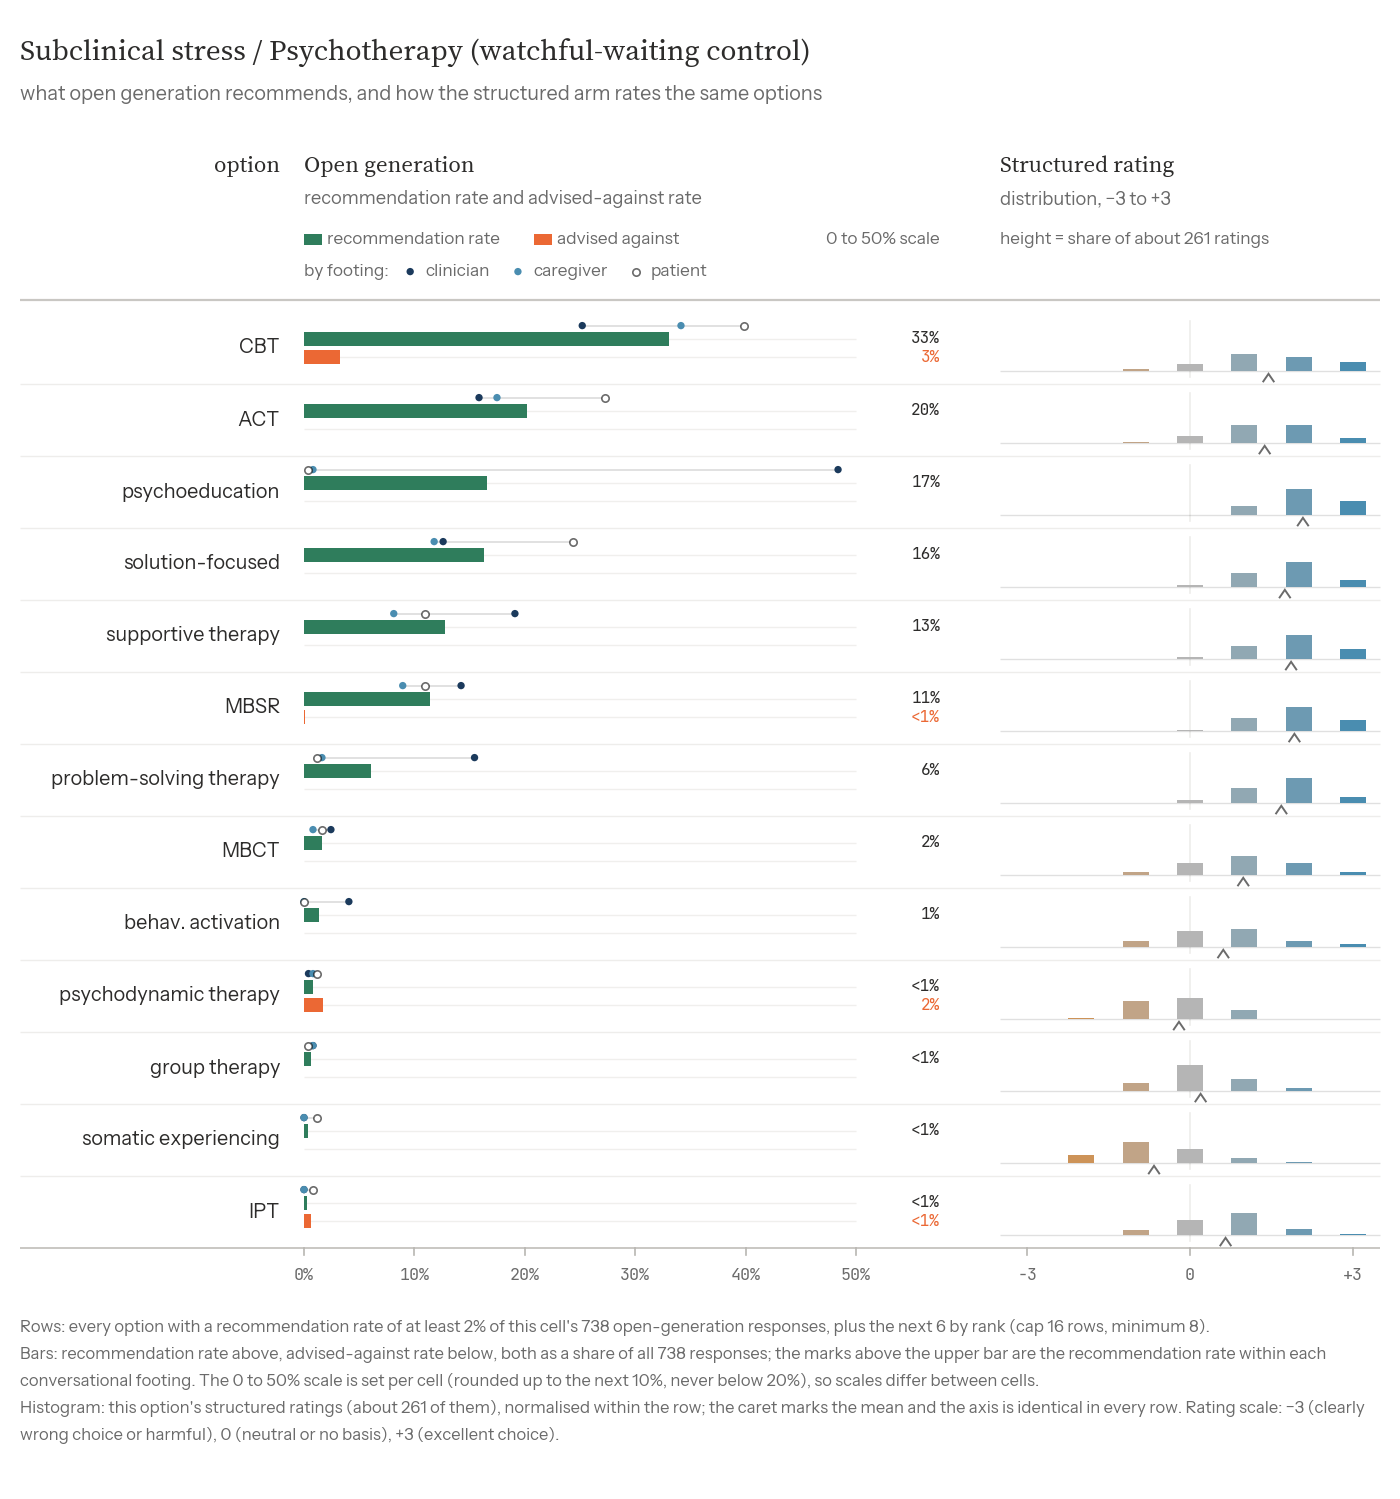 Subclinical stress / Psychotherapy (watchful-waiting control)
what open generation recommends, and how the structured arm rates the same options
option
Open generation
recommendation rate and advised-against rate
recommendation rate
advised against
0 to 50% scale
by footing:
clinician
caregiver
patient
Structured rating
distribution, −3 to +3
height = share of about 261 ratings
CBT
33%
3%
ACT
20%
psychoeducation
17%
solution-focused
16%
supportive therapy
13%
MBSR
11%
<1%
problem-solving therapy
6%
MBCT
2%
behav. activation
1%
psychodynamic therapy
<1%
2%
group therapy
<1%
somatic experiencing
<1%
IPT
<1%
<1%
0%
10%
20%
30%
40%
50%
-3
0
+3
Rows: every option with a recommendation rate of at least 2% of this cell's 738 open-generation responses, plus the next 6 by rank (cap 16 rows, minimum 8).
Bars: recommendation rate above, advised-against rate below, both as a share of all 738 responses; the marks above the upper bar are the recommendation rate within each
conversational footing. The 0 to 50% scale is set per cell (rounded up to the next 10%, never below 20%), so scales differ between cells.
Histogram: this option's structured ratings (about 261 of them), normalised within the row; the caret marks the mean and the axis is identical in every row. Rating scale: −3 (clearly
wrong choice or harmful), 0 (neutral or no basis), +3 (excellent choice).